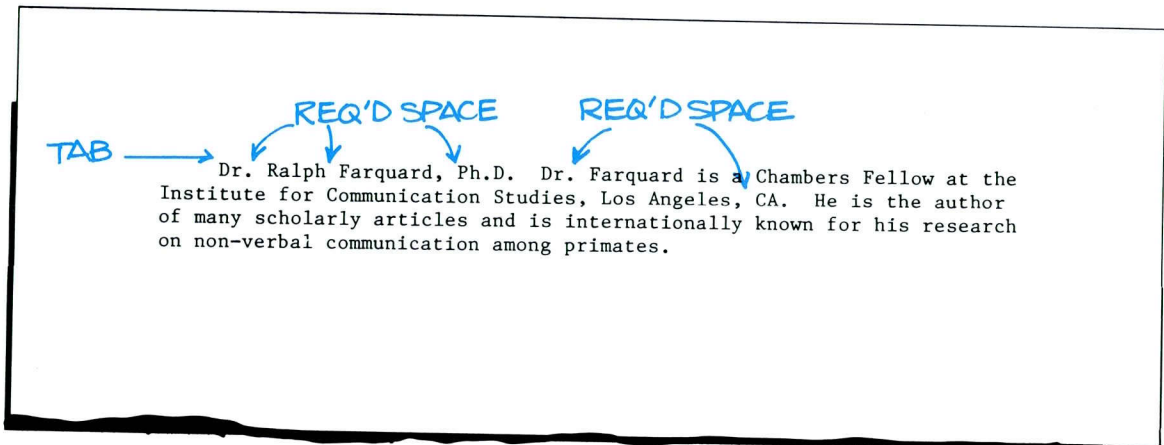 REQ'D SPACE REQ'D SPACE
TAB
Dr. Ralph Farquard, Ph.D.  Dr. Farquard is a Chambers Fellow at the
Institute for Communication Studies, Los Angeles, CA.  He is the author
of many scholarly articles and is internationally known for his research
on non-verbal communication among primates.